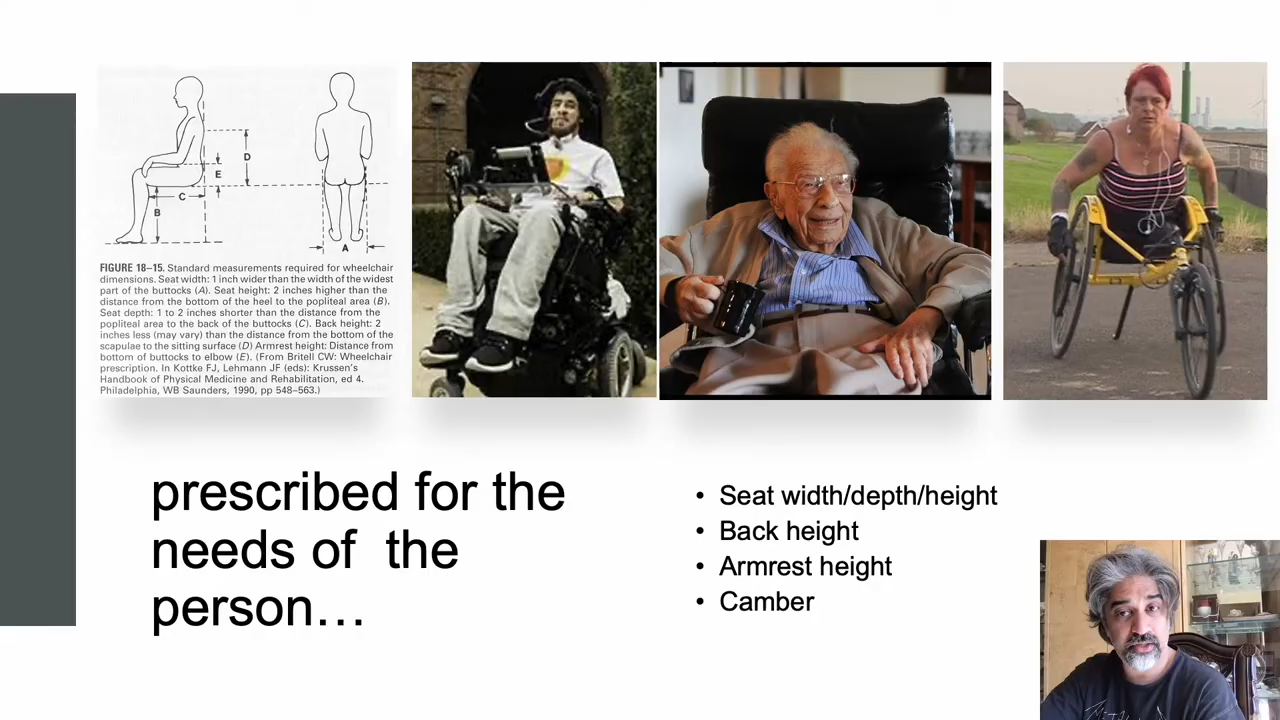 D
E
C
B
A
FIGURE 18–15. Standard measurements required for wheelchair
dimensions. Seat width: 1 inch wider than the width of the widest
part of the buttocks (A). Seat height: 2 inches higher than the
distance from the bottom of the heel to the popliteal area (B).
Seat depth: 1 to 2 inches shorter than the distance from the
popliteal area to the back of the buttocks (C). Back height: 2
inches less (may vary) than the distance from the bottom of the
scapulae to the sitting surface (D) Armrest height: Distance from
bottom of buttocks to elbow (E). (From Britell CW: Wheelchair
prescription. In Kottke FJ, Lehmann JF (eds): Krussen's
Handbook of Physical Medicine and Rehabilitation, ed 4.
Philadelphia, WB Saunders, 1990, pp 548–563.)
prescribed for the
needs of  the
person…
• Seat width/depth/height
• Back height
• Armrest height
• Camber